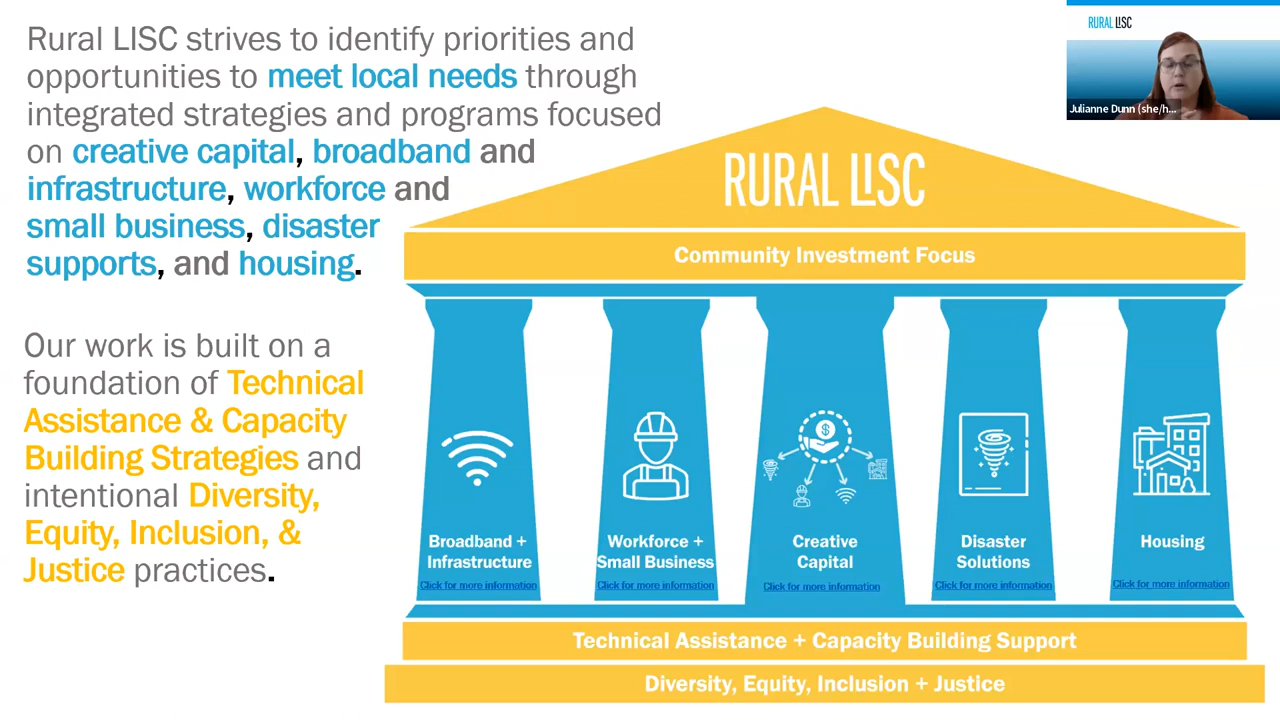 Rural LISC strives to identify priorities and
opportunities to meet local needs through
integrated strategies and programs focused
on creative capital, broadband and
infrastructure, workforce and
small business, disaster
supports, and housing.
Our work is built on a
foundation of Technical
Assistance & Capacity
Building Strategies and
intentional Diversity,
Equity, Inclusion, &
Justice practices.
RURAL LISC
Julianne Dunn (she/h...
RURAL LISC
Community Investment Focus
Broadband +
Infrastructure
Click for more information
Workforce +
Small Business
Click for more information
$
Creative
Capital
Click for more information
Disaster
Solutions
Click for more information
Housing
Click for more information
Technical Assistance + Capacity Building Support
Diversity, Equity, Inclusion + Justice